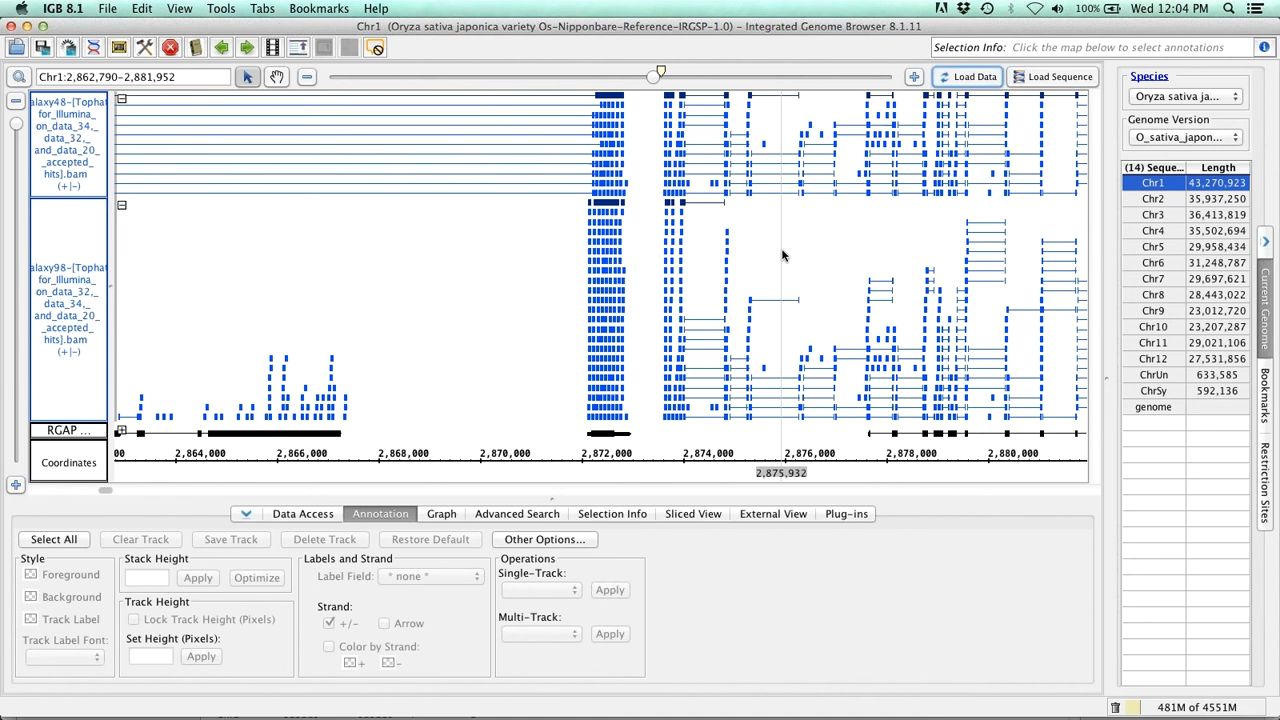 IGB 8.1 File Edit View Tools Tabs Bookmarks Help 100% Wed 12:04 PM
Chr1 (Oryza sativa japonica variety Os-Nipponbare-Reference-IRGSP-1.0) – Integrated Genome Browser 8.1.11
Selection Info: Click the map below to select annotations
Chr1:2,862,790-2,881,952
Load Data
Load Sequence
alaxy48-[Tophat
for_Illumina_
on_data_34,_
data_32,_
_and_data_20_
_accepted_
hits].bam
(+|-)
alaxy98-[Tophat
for_Illumina_
on_data_32,_
data_34,_
_and_data_20_
_accepted_
hits].bam
(+|-)
RGAP ...
Coordinates
00 2,864,000 2,866,000 2,868,000 2,870,000 2,872,000 2,874,000 2,876,000 2,878,000 2,880,000
2,875,932
Data Access Annotation Graph Advanced Search Selection Info Sliced View External View Plug-ins
Select All Clear Track Save Track Delete Track Restore Default Other Options...
Style
Foreground
Background
Track Label
Track Label Font:
Stack Height
Apply Optimize
Track Height
Lock Track Height (Pixels)
Set Height (Pixels):
Apply
Labels and Strand
Label Field: * none *
Strand:
+/- Arrow
Color by Strand:
+ -
Operations
Single-Track:
Apply
Multi-Track:
Apply
Species
Oryza sativa ja...
Genome Version
O_sativa_japon...
(14) Seque... Length
Chr1 43,270,923
Chr2 35,937,250
Chr3 36,413,819
Chr4 35,502,694
Chr5 29,958,434
Chr6 31,248,787
Chr7 29,697,621
Chr8 28,443,022
Chr9 23,012,720
Chr10 23,207,287
Chr11 29,021,106
Chr12 27,531,856
ChrUn 633,585
ChrSy 592,136
genome
Current Genome
Bookmarks
Restriction Sites
481M of 4551M